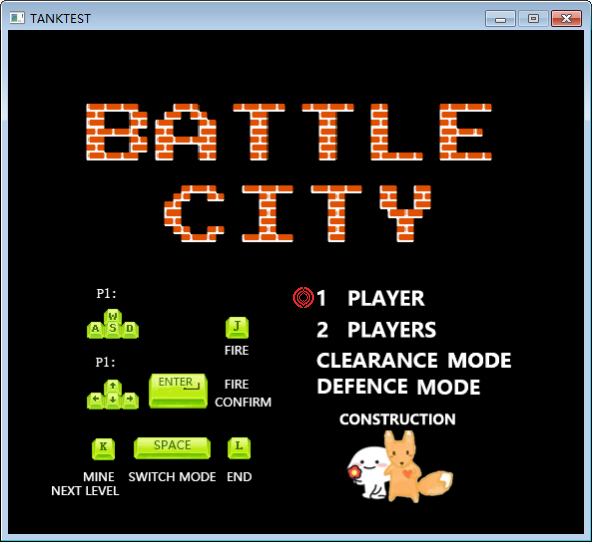 TANKTEST
BATTLE
CITY
P1:
W
A S D
J
FIRE
P1:
ENTER
FIRE
CONFIRM
K
SPACE
L
MINE
SWITCH MODE
END
NEXT LEVEL
1 PLAYER
2 PLAYERS
CLEARANCE MODE
DEFENCE MODE
CONSTRUCTION